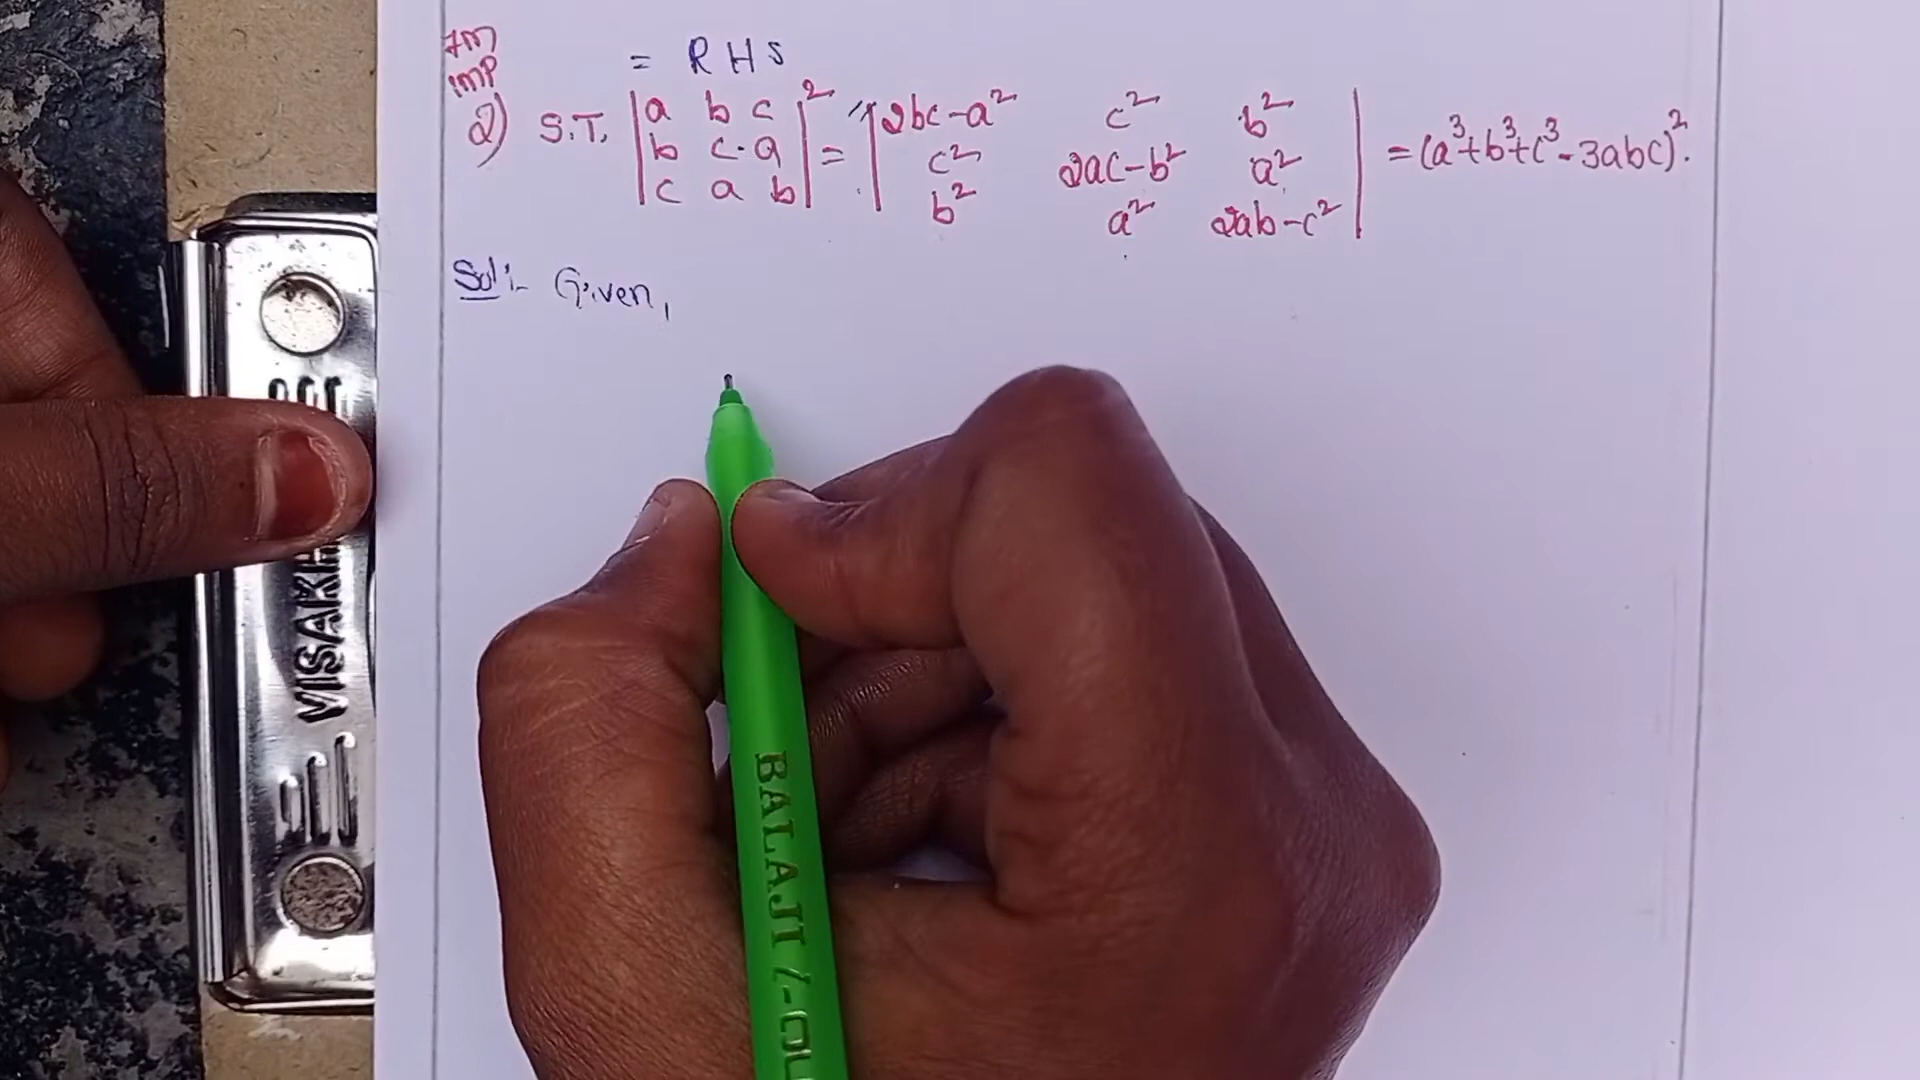 7M
= RHS
IMP
2) S.T. |a b c|² = |2bc-a² c² b²| = (a³+b³+c³-3abc)².
|b c a| |c² 2ac-b² a²|
|c a b| |b² a² 2ab-c²|
Sol:- Given,
VISAKH
BALAJI